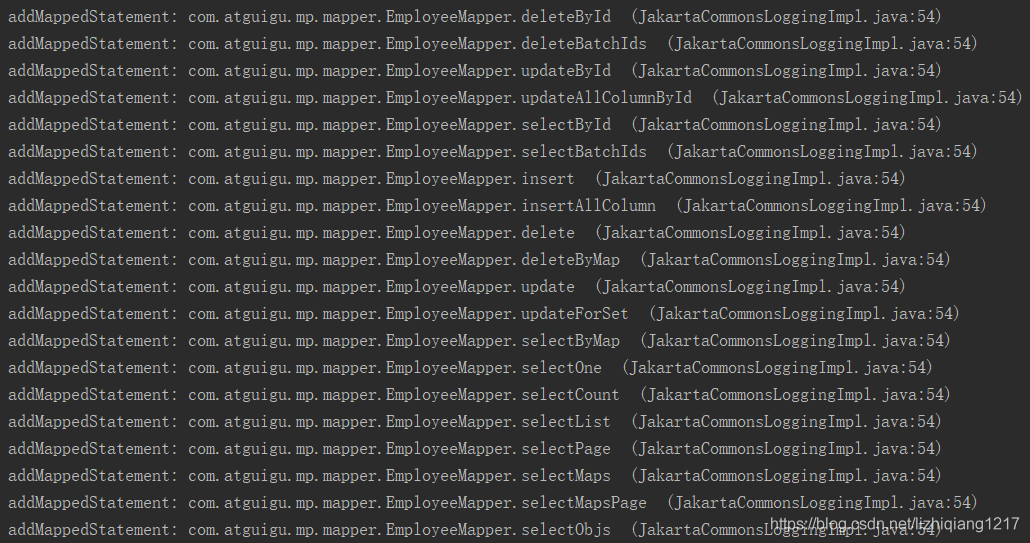 addMappedStatement: com.atguigu.mp.mapper.EmployeeMapper.deleteById (JakartaCommonsLoggingImpl.java:54)
addMappedStatement: com.atguigu.mp.mapper.EmployeeMapper.deleteBatchIds (JakartaCommonsLoggingImpl.java:54)
addMappedStatement: com.atguigu.mp.mapper.EmployeeMapper.updateById (JakartaCommonsLoggingImpl.java:54)
addMappedStatement: com.atguigu.mp.mapper.EmployeeMapper.updateAllColumnById (JakartaCommonsLoggingImpl.java:54)
addMappedStatement: com.atguigu.mp.mapper.EmployeeMapper.selectById (JakartaCommonsLoggingImpl.java:54)
addMappedStatement: com.atguigu.mp.mapper.EmployeeMapper.selectBatchIds (JakartaCommonsLoggingImpl.java:54)
addMappedStatement: com.atguigu.mp.mapper.EmployeeMapper.insert (JakartaCommonsLoggingImpl.java:54)
addMappedStatement: com.atguigu.mp.mapper.EmployeeMapper.insertAllColumn (JakartaCommonsLoggingImpl.java:54)
addMappedStatement: com.atguigu.mp.mapper.EmployeeMapper.delete (JakartaCommonsLoggingImpl.java:54)
addMappedStatement: com.atguigu.mp.mapper.EmployeeMapper.deleteByMap (JakartaCommonsLoggingImpl.java:54)
addMappedStatement: com.atguigu.mp.mapper.EmployeeMapper.update (JakartaCommonsLoggingImpl.java:54)
addMappedStatement: com.atguigu.mp.mapper.EmployeeMapper.updateForSet (JakartaCommonsLoggingImpl.java:54)
addMappedStatement: com.atguigu.mp.mapper.EmployeeMapper.selectByMap (JakartaCommonsLoggingImpl.java:54)
addMappedStatement: com.atguigu.mp.mapper.EmployeeMapper.selectOne (JakartaCommonsLoggingImpl.java:54)
addMappedStatement: com.atguigu.mp.mapper.EmployeeMapper.selectCount (JakartaCommonsLoggingImpl.java:54)
addMappedStatement: com.atguigu.mp.mapper.EmployeeMapper.selectList (JakartaCommonsLoggingImpl.java:54)
addMappedStatement: com.atguigu.mp.mapper.EmployeeMapper.selectPage (JakartaCommonsLoggingImpl.java:54)
addMappedStatement: com.atguigu.mp.mapper.EmployeeMapper.selectMaps (JakartaCommonsLoggingImpl.java:54)
addMappedStatement: com.atguigu.mp.mapper.EmployeeMapper.selectMapsPage (JakartaCommonsLoggingImpl.java:54)
addMappedStatement: com.atguigu.mp.mapper.EmployeeMapper.selectObjs (JakartaCommonsLoggingImpl.java:54)
https://blog.csdn.net/lizhiqiang1217